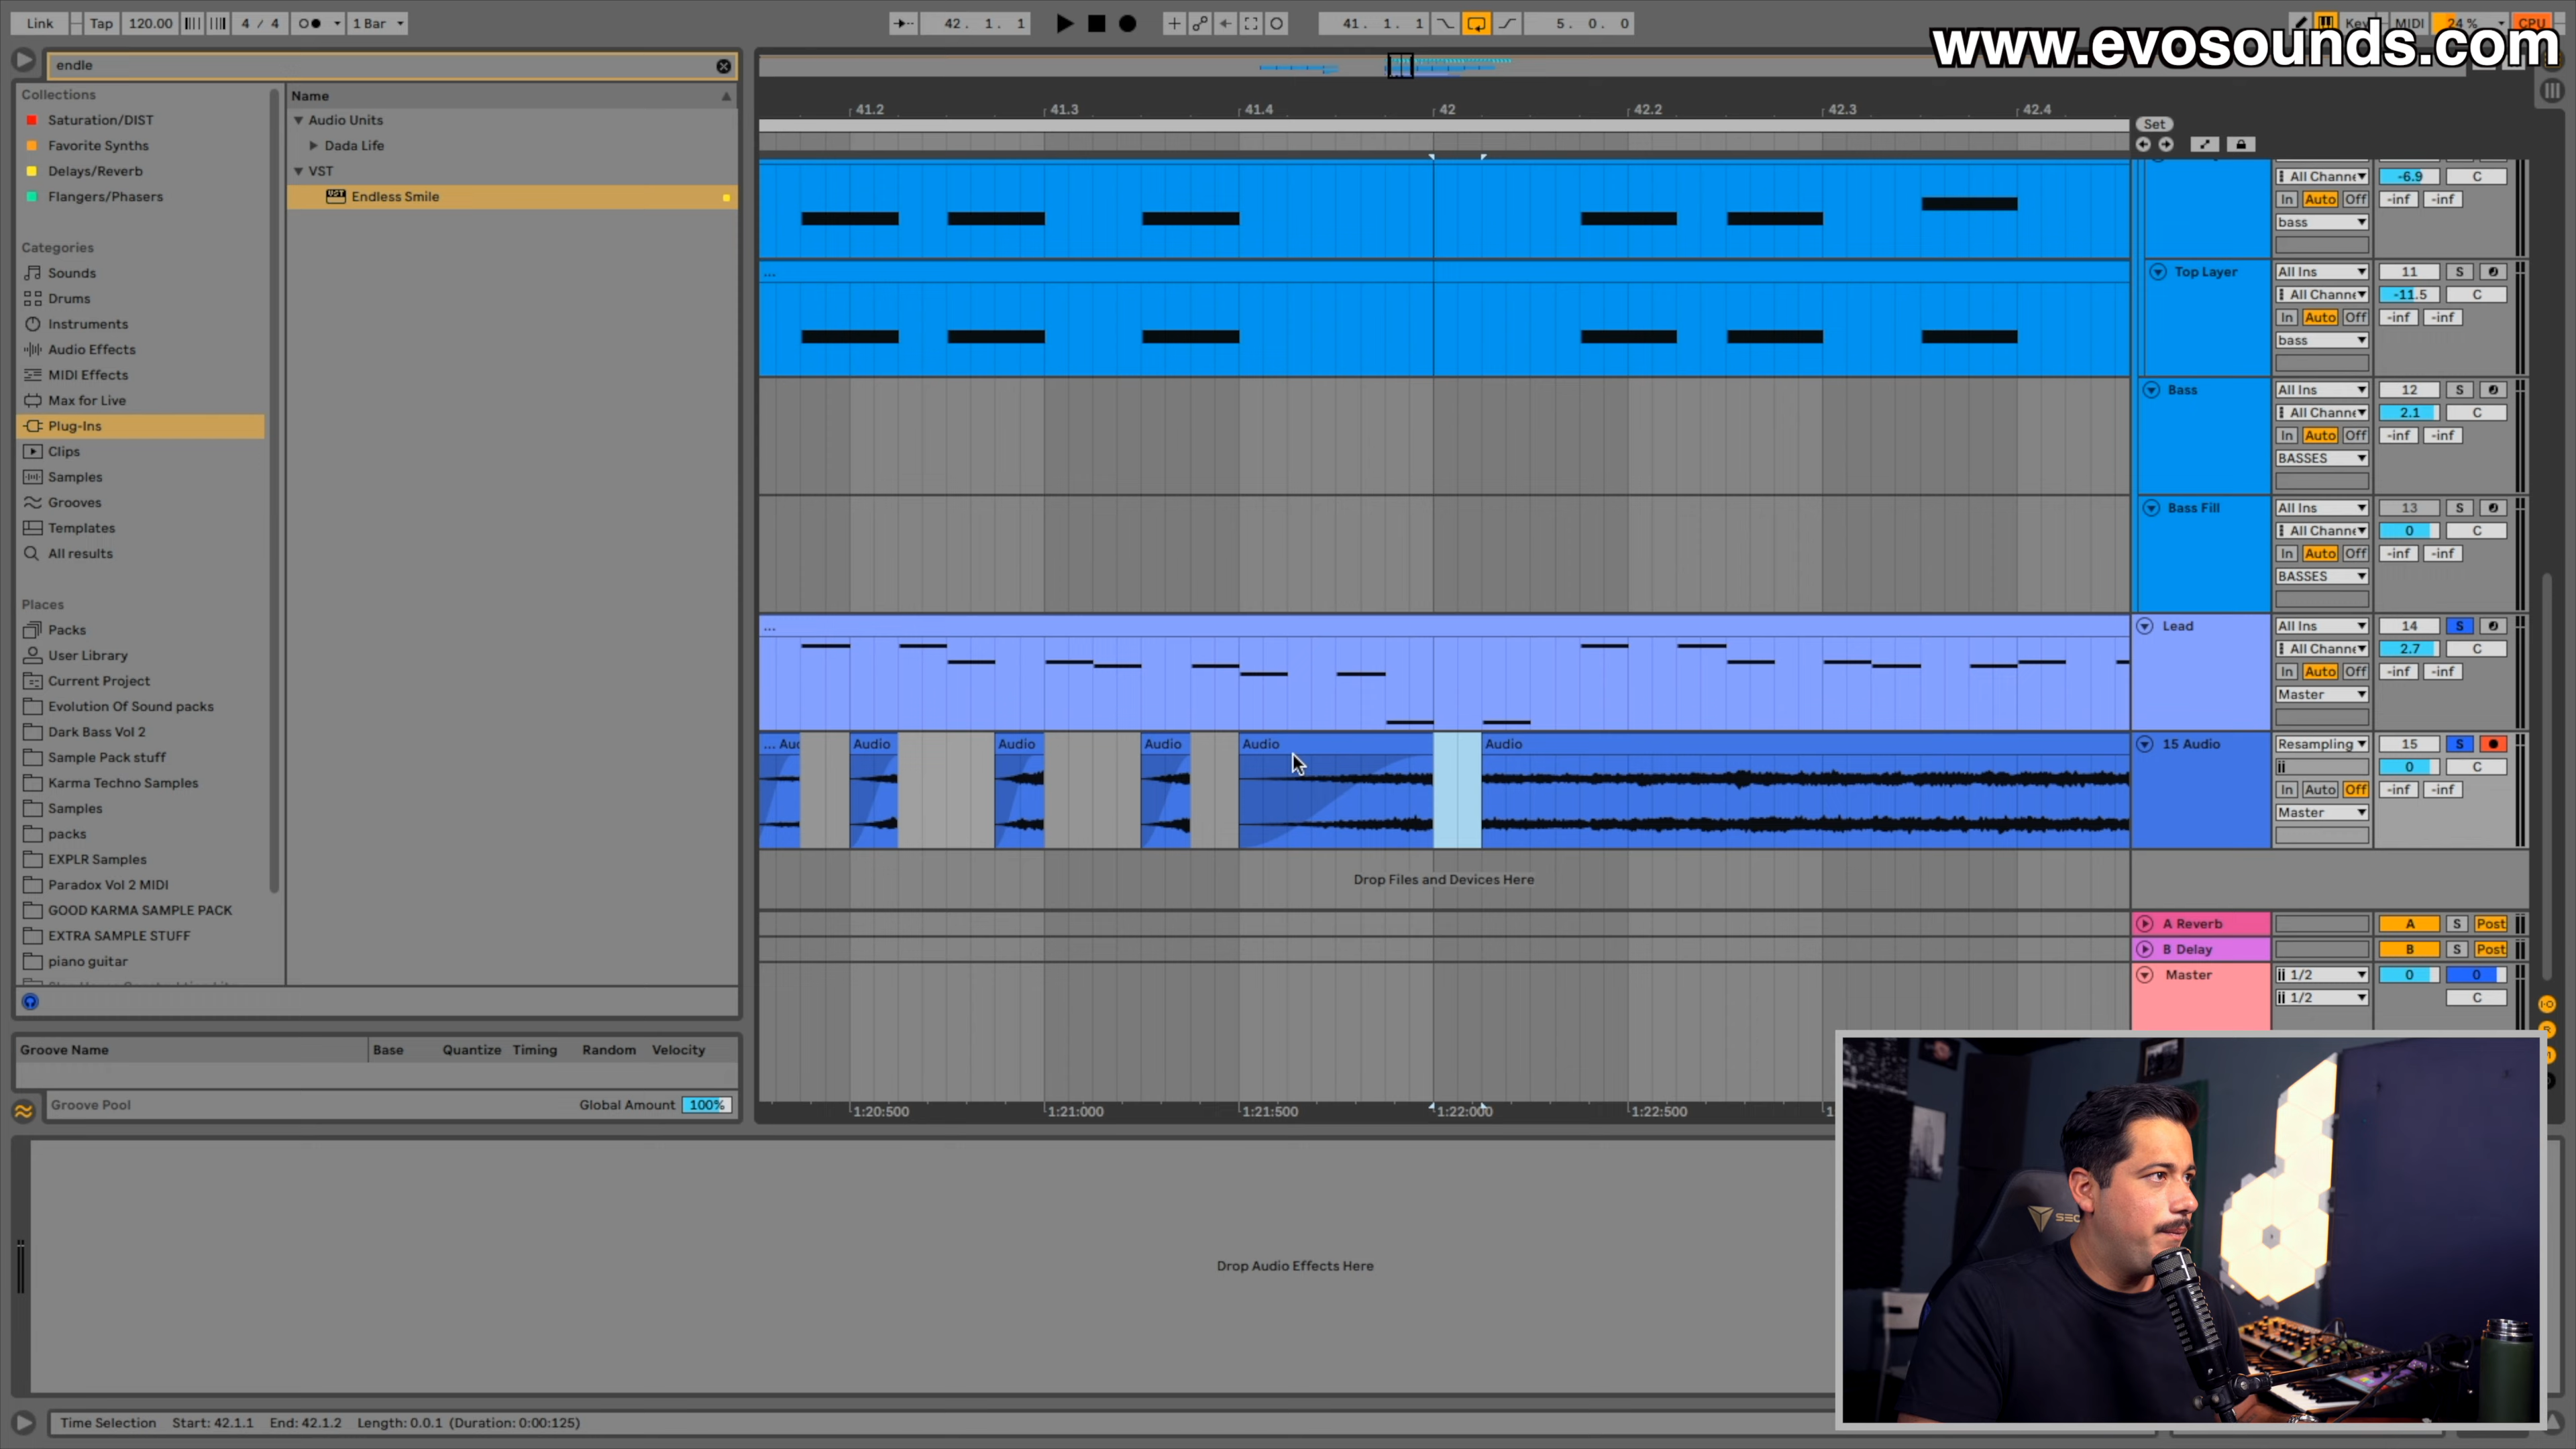 Link Tap 120.00 4 / 4 1 Bar 42. 1. 1 41. 1. 1 5. 0. 0 Key MIDI 24 % CPU
www.evosounds.com
endle
Collections
Saturation/DIST
Favorite Synths
Delays/Reverb
Flangers/Phasers
Categories
Sounds
Drums
Instruments
Audio Effects
MIDI Effects
Max for Live
Plug-Ins
Clips
Samples
Grooves
Templates
All results
Places
Packs
User Library
Current Project
Evolution Of Sound packs
Dark Bass Vol 2
Sample Pack stuff
Karma Techno Samples
Samples
packs
EXPLR Samples
Paradox Vol 2 MIDI
GOOD KARMA SAMPLE PACK
EXTRA SAMPLE STUFF
piano guitar
Name
Audio Units
Dada Life
VST
VST Endless Smile
41.2 41.3 41.4 42 42.2 42.3 42.4
Set
All Channe -6.9 C
In Auto Off -inf -inf
bass
...
Top Layer All Ins 11 S
All Channe -11.5 C
In Auto Off -inf -inf
bass
Bass All Ins 12 S
All Channe 2.1 C
In Auto Off -inf -inf
BASSES
Bass Fill All Ins 13 S
All Channe 0 C
In Auto Off -inf -inf
BASSES
...
Lead All Ins 14 S
All Channe 2.7 C
In Auto Off -inf -inf
Master
... Auc Audio Audio Audio Audio Audio
15 Audio Resampling 15 S
0 C
In Auto Off -inf -inf
Master
Drop Files and Devices Here
A Reverb A S Post
B Delay B S Post
Master 1/2 0 0
1/2 C
1:20:500 1:21:000 1:21:500 1:22:000 1:22:500 1:
Groove Name Base Quantize Timing Random Velocity
Groove Pool Global Amount 100%
Drop Audio Effects Here
SEC
Time Selection Start: 42.1.1 End: 42.1.2 Length: 0.0.1 (Duration: 0:00:125)